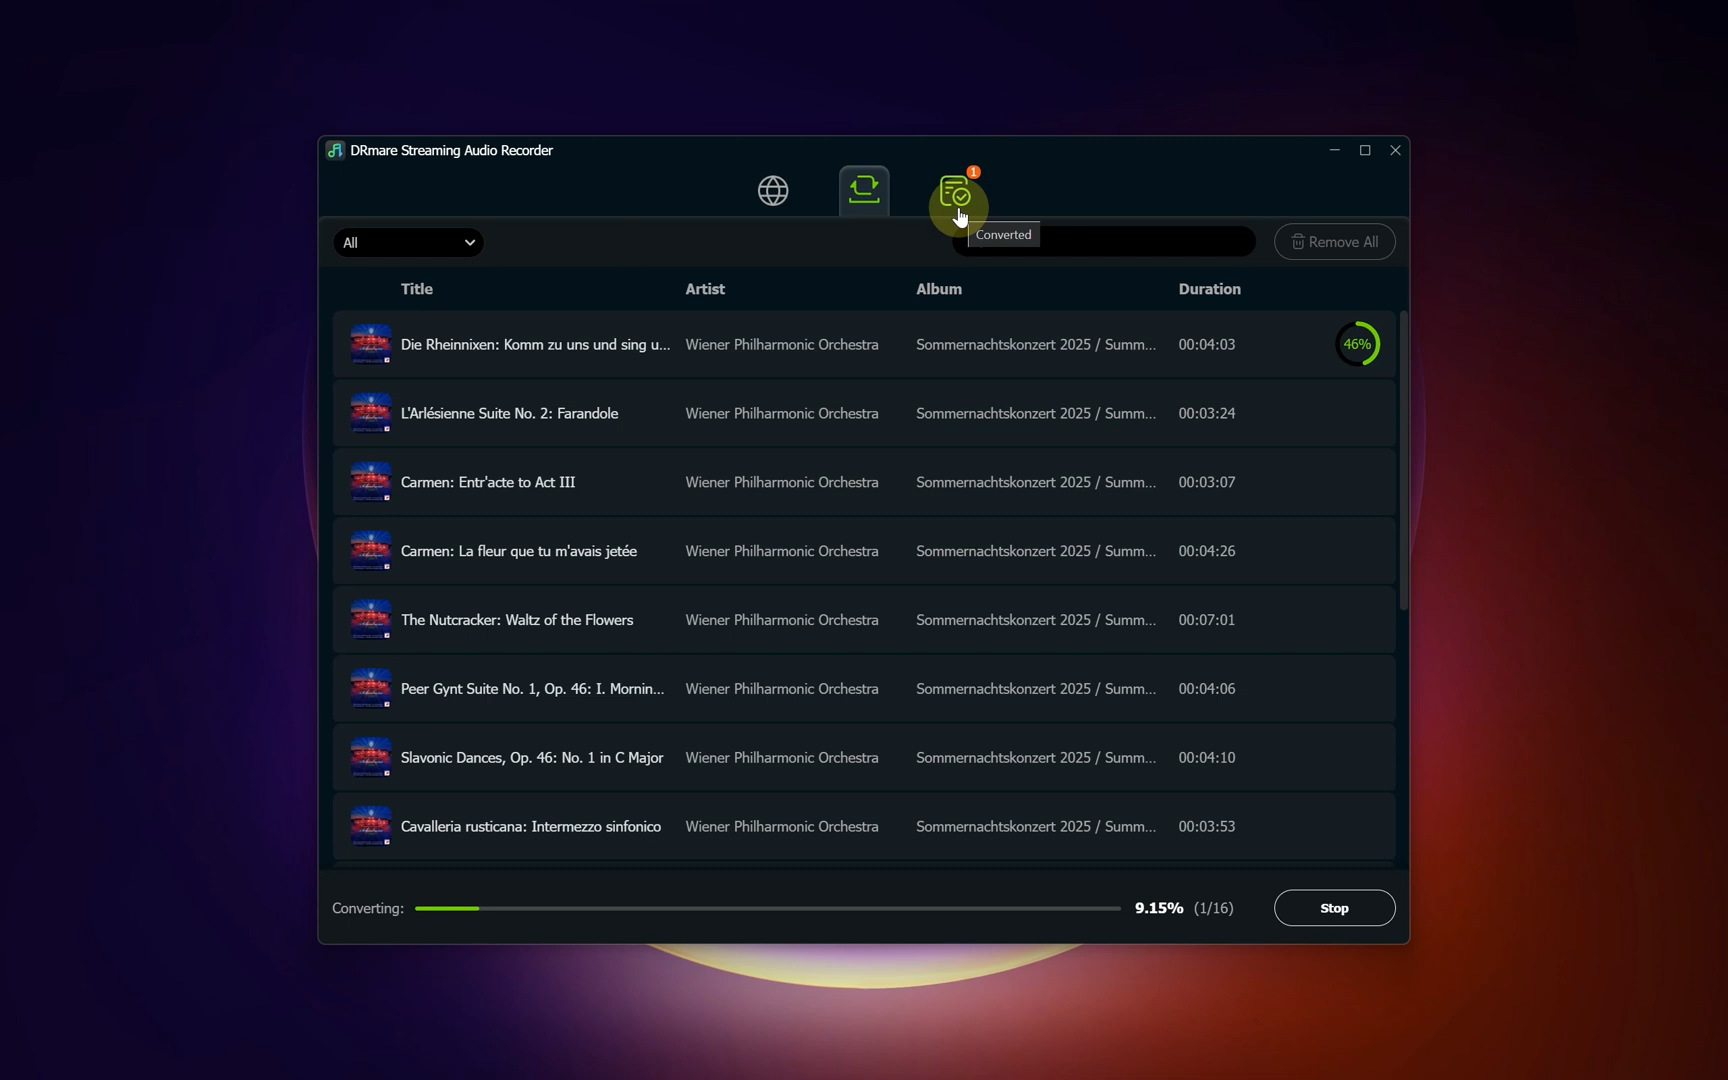 DRmare Streaming Audio Recorder
1
All
Converted
Remove All
Title Artist Album Duration
Die Rheinnixen: Komm zu uns und sing u... Wiener Philharmonic Orchestra Sommernachtskonzert 2025 / Summ... 00:04:03 46%
L'Arlésienne Suite No. 2: Farandole Wiener Philharmonic Orchestra Sommernachtskonzert 2025 / Summ... 00:03:24
Carmen: Entr'acte to Act III Wiener Philharmonic Orchestra Sommernachtskonzert 2025 / Summ... 00:03:07
Carmen: La fleur que tu m'avais jetée Wiener Philharmonic Orchestra Sommernachtskonzert 2025 / Summ... 00:04:26
The Nutcracker: Waltz of the Flowers Wiener Philharmonic Orchestra Sommernachtskonzert 2025 / Summ... 00:07:01
Peer Gynt Suite No. 1, Op. 46: I. Mornin... Wiener Philharmonic Orchestra Sommernachtskonzert 2025 / Summ... 00:04:06
Slavonic Dances, Op. 46: No. 1 in C Major Wiener Philharmonic Orchestra Sommernachtskonzert 2025 / Summ... 00:04:10
Cavalleria rusticana: Intermezzo sinfonico Wiener Philharmonic Orchestra Sommernachtskonzert 2025 / Summ... 00:03:53
Converting: 9.15% (1/16) Stop